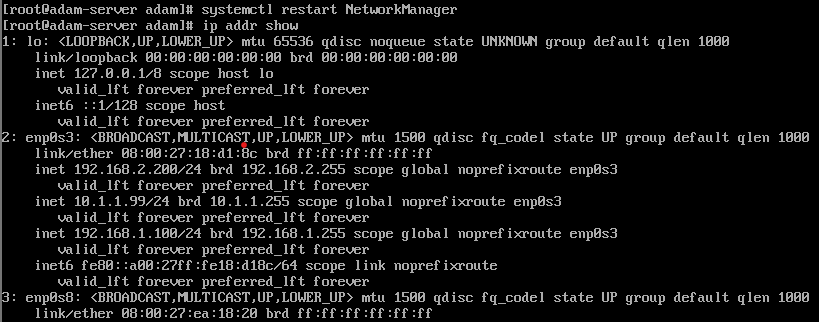 [root@adam-server adam]# systemctl restart NetworkManager
[root@adam-server adam]# ip addr show
1: lo: <LOOPBACK,UP,LOWER_UP> mtu 65536 qdisc noqueue state UNKNOWN group default qlen 1000
    link/loopback 00:00:00:00:00:00 brd 00:00:00:00:00:00
    inet 127.0.0.1/8 scope host lo
       valid_lft forever preferred_lft forever
    inet6 ::1/128 scope host
       valid_lft forever preferred_lft forever
2: enp0s3: <BROADCAST,MULTICAST,UP,LOWER_UP> mtu 1500 qdisc fq_codel state UP group default qlen 1000
    link/ether 08:00:27:18:d1:8c brd ff:ff:ff:ff:ff:ff
    inet 192.168.2.200/24 brd 192.168.2.255 scope global noprefixroute enp0s3
       valid_lft forever preferred_lft forever
    inet 10.1.1.99/24 brd 10.1.1.255 scope global noprefixroute enp0s3
       valid_lft forever preferred_lft forever
    inet 192.168.1.100/24 brd 192.168.1.255 scope global noprefixroute enp0s3
       valid_lft forever preferred_lft forever
    inet6 fe80::a00:27ff:fe18:d18c/64 scope link noprefixroute
       valid_lft forever preferred_lft forever
3: enp0s8: <BROADCAST,MULTICAST,UP,LOWER_UP> mtu 1500 qdisc fq_codel state UP group default qlen 1000
    link/ether 08:00:27:ea:18:20 brd ff:ff:ff:ff:ff:ff